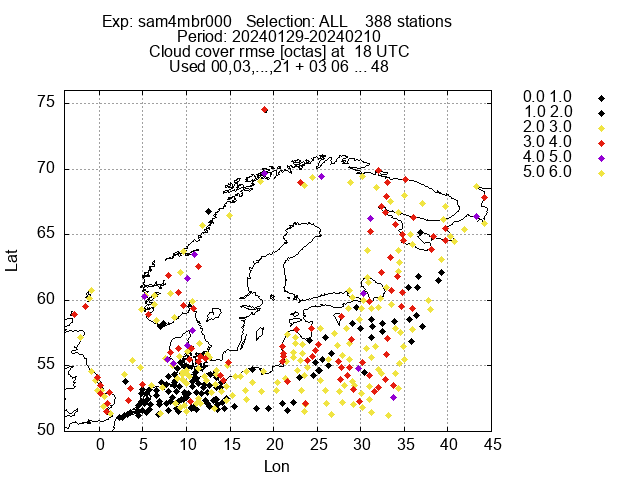 Exp: sam4mbr000 Selection: ALL 388 stations
Period: 20240129-20240210
Cloud cover rmse [octas] at 18 UTC
Used 00,03,...,21 + 03 06 ... 48
0.0 1.0
1.0 2.0
2.0 3.0
3.0 4.0
4.0 5.0
5.0 6.0
75
70
65
60
55
50
Lat
0 5 10 15 20 25 30 35 40 45
Lon